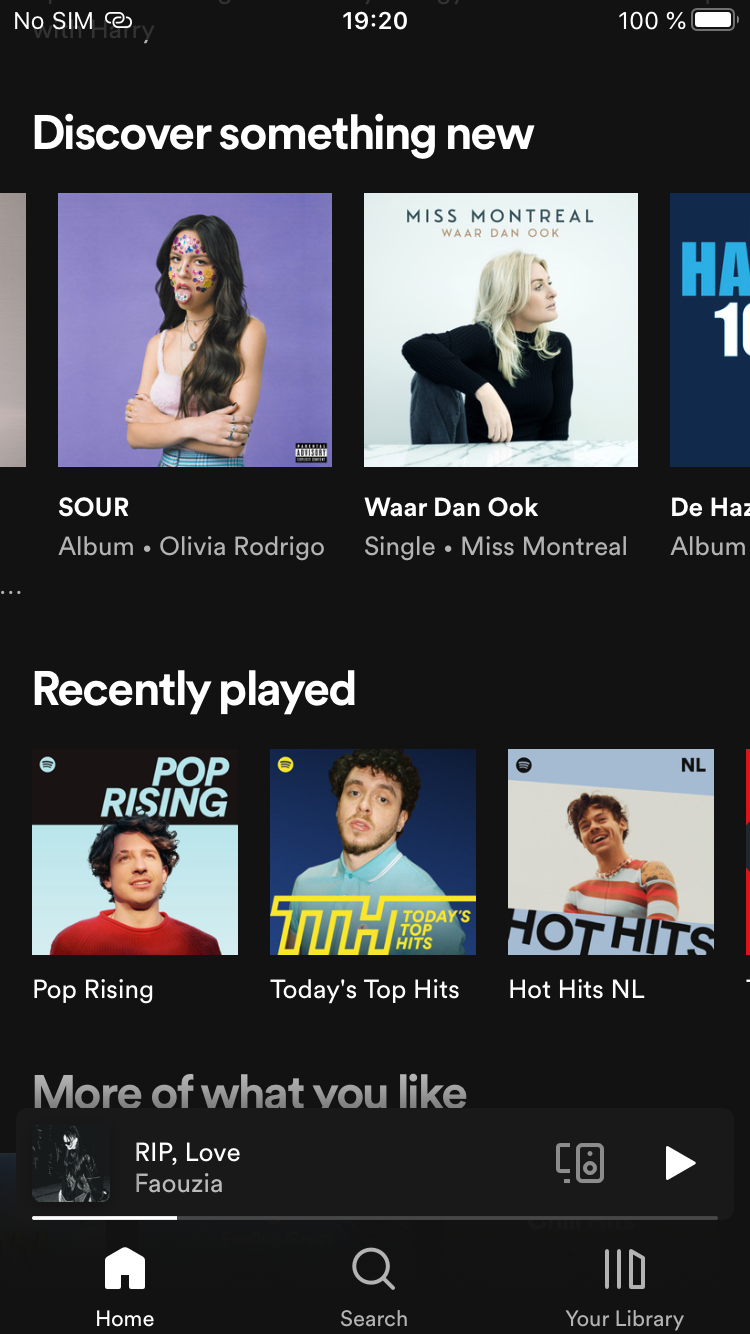 No SIM
19:20
100 %
with Harry
Discover something new
MISS MONTREAL
WAAR DAN OOK
HA
10
PARENTAL
ADVISORY
EXPLICIT CONTENT
SOUR
Waar Dan Ook
De Haz
Album • Olivia Rodrigo
Single • Miss Montreal
Album
...
Recently played
POP
RISING
TTH TODAY'S
TOP
HITS
NL
HOT HITS
Pop Rising
Today's Top Hits
Hot Hits NL
More of what you like
RIP, Love
Faouzia
Home
Search
Your Library